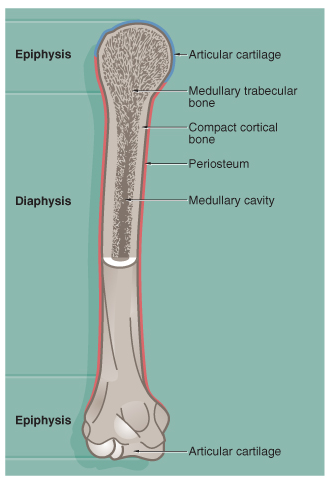 Epiphysis
Articular cartilage
Medullary trabecular
bone
Compact cortical
bone
Periosteum
Diaphysis
Medullary cavity
Epiphysis
Articular cartilage